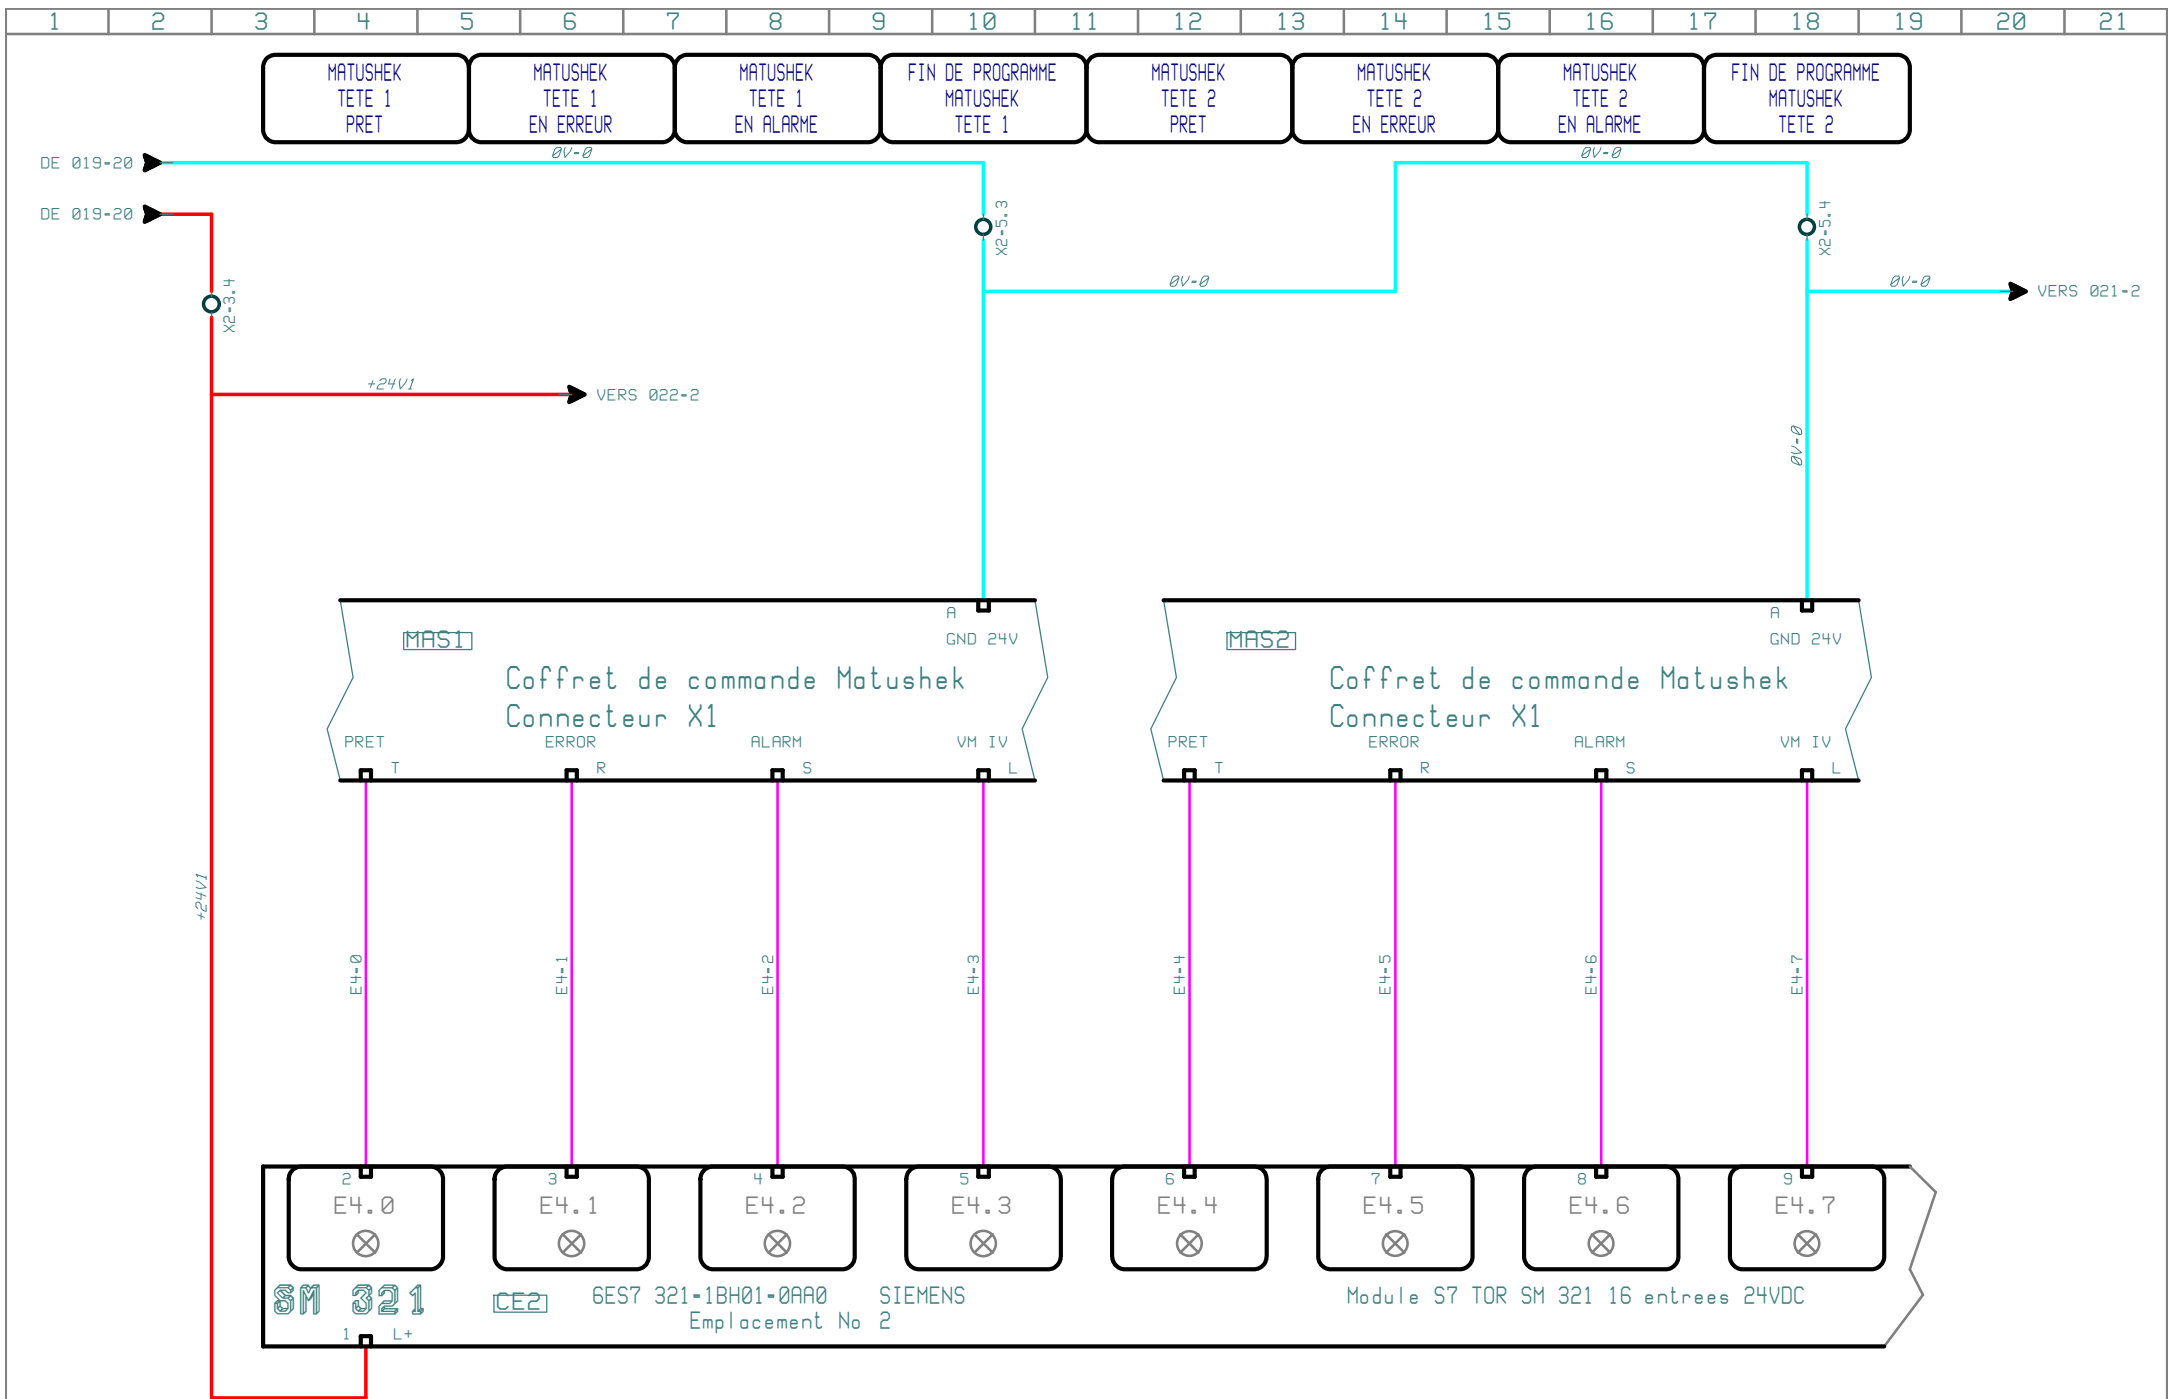 1 2 3 4 5 6 7 8 9 10 11 12 13 14 15 16 17 18 19 20 21
MATUSHEK
TETE 1
PRET
MATUSHEK
TETE 1
EN ERREUR
MATUSHEK
TETE 1
EN ALARME
FIN DE PROGRAMME
MATUSHEK
TETE 1
MATUSHEK
TETE 2
PRET
MATUSHEK
TETE 2
EN ERREUR
MATUSHEK
TETE 2
EN ALARME
FIN DE PROGRAMME
MATUSHEK
TETE 2
DE 019-20
0V-0
0V-0
DE 019-20
X2-5.3
X2-5.4
X2-3.4
0V-0
0V-0
VERS 021-2
+24V1
VERS 022-2
0V-0
A
GND 24V
MAS1
Coffret de commande Matushek
Connecteur X1
PRET
ERROR
ALARM
VM IV
T
R
S
L
A
GND 24V
MAS2
Coffret de commande Matushek
Connecteur X1
PRET
ERROR
ALARM
VM IV
T
R
S
L
+24V1
E4-0
E4-1
E4-2
E4-3
E4-4
E4-5
E4-6
E4-7
2
E4.0
3
E4.1
4
E4.2
5
E4.3
6
E4.4
7
E4.5
8
E4.6
9
E4.7
SM 321
CE2
6ES7 321-1BH01-0AA0 SIEMENS
Emplacement No 2
Module S7 TOR SM 321 16 entrees 24VDC
1 L+